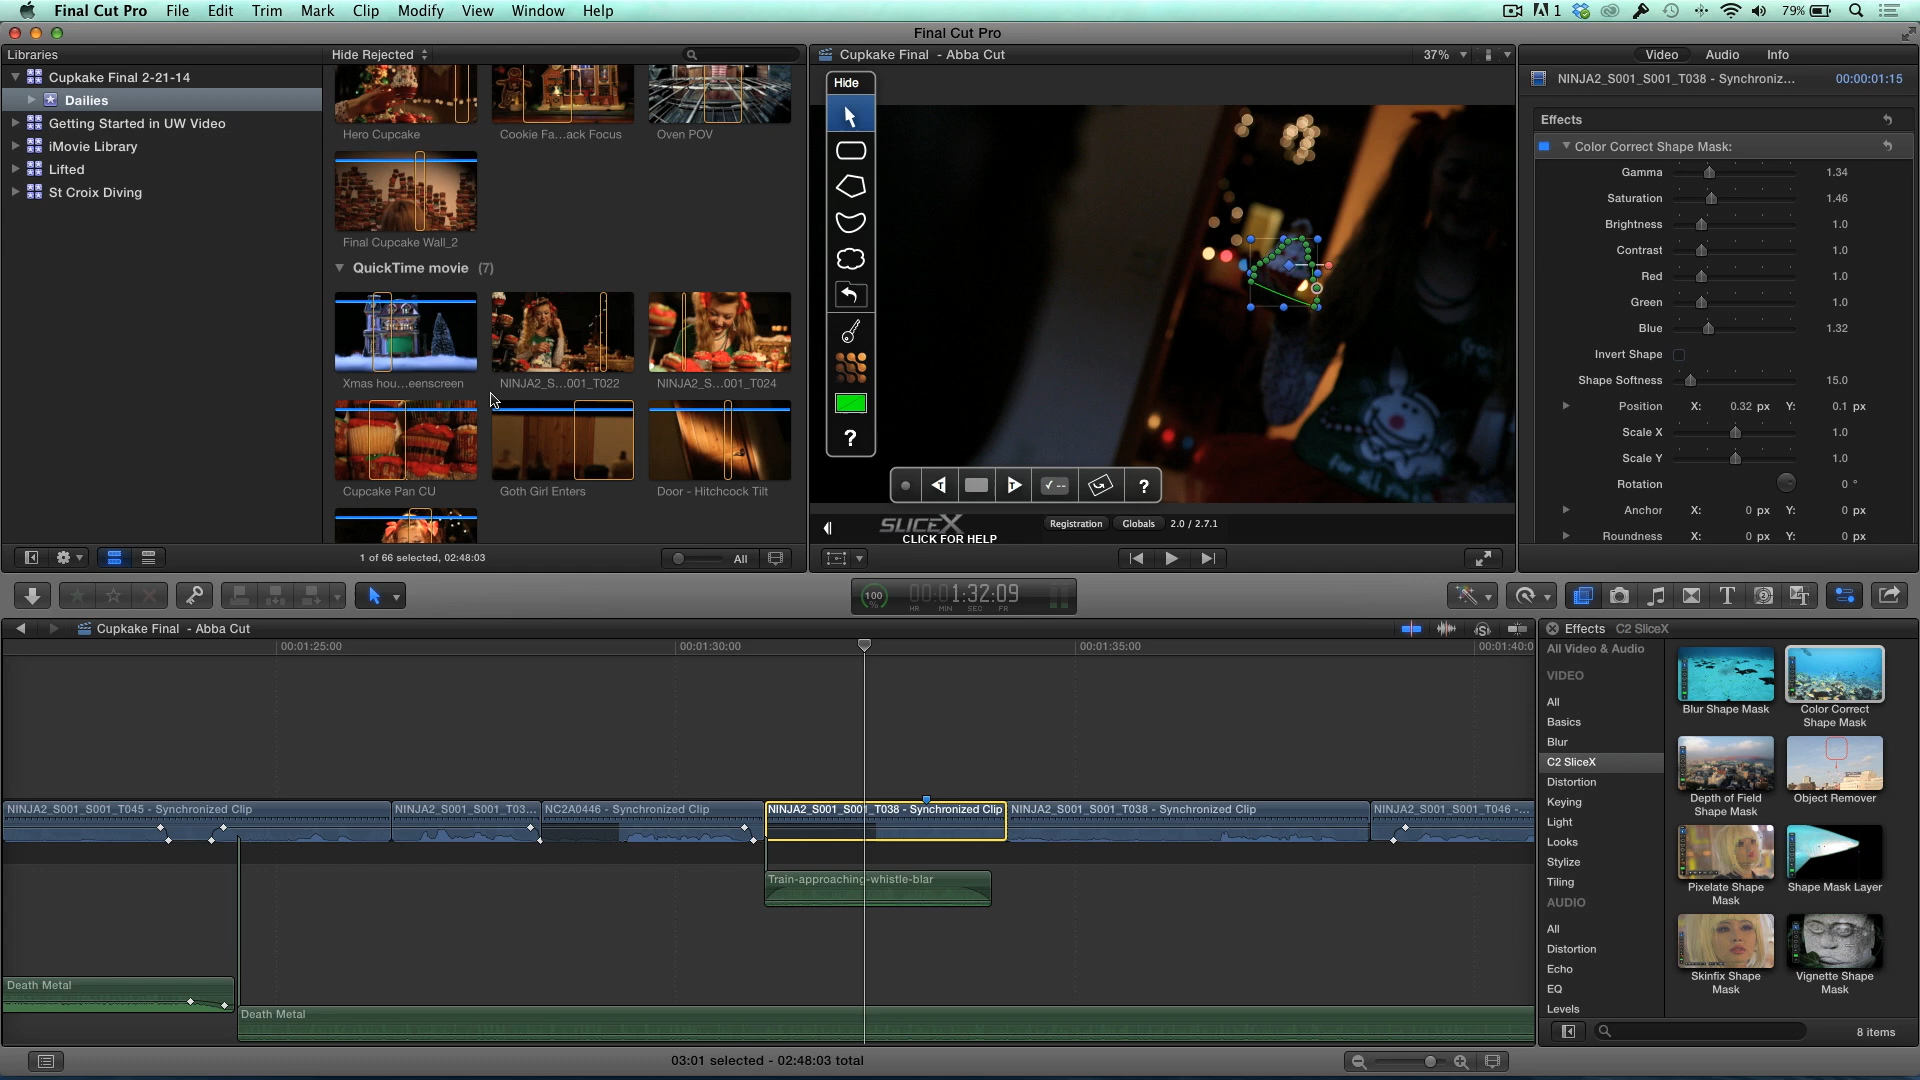 Final Cut Pro File Edit Trim Mark Clip Modify View Window Help
1 79%
Final Cut Pro
Libraries
Cupkake Final 2-21-14
Dailies
Getting Started in UW Video
iMovie Library
Lifted
St Croix Diving
Hide Rejected
Hero Cupcake
Cookie Fa...ack Focus
Oven POV
Final Cupcake Wall_2
QuickTime movie (7)
Xmas hou...eenscreen
NINJA2_S...001_T022
NINJA2_S...001_T024
Cupcake Pan CU
Goth Girl Enters
Door - Hitchcock Tilt
1 of 66 selected, 02:48:03
All
Cupkake Final - Abba Cut
37%
Hide
?
?
SLICEX
CLICK FOR HELP
Registration
Globals
2.0 / 2.7.1
Video Audio Info
NINJA2_S001_S001_T038 - Synchroniz...
00:00:01:15
Effects
Color Correct Shape Mask:
Gamma 1.34
Saturation 1.46
Brightness 1.0
Contrast 1.0
Red 1.0
Green 1.0
Blue 1.32
Invert Shape
Shape Softness 15.0
Position X: 0.32 px Y: 0.1 px
Scale X 1.0
Scale Y 1.0
Rotation 0 °
Anchor X: 0 px Y: 0 px
Roundness X: 0 px Y: 0 px
100
%
00:00:1:32:09
HR MIN SEC FR
Cupkake Final - Abba Cut
00:01:25:00
00:01:30:00
00:01:35:00
00:01:40:0
NINJA2_S001_S001_T045 - Synchronized Clip
NINJA2_S001_S001_T03...
NC2A0446 - Synchronized Clip
NINJA2_S001_S001_T038 - Synchronized Clip
NINJA2_S001_S001_T038 - Synchronized Clip
NINJA2_S001_S001_T046 -...
Train-approaching-whistle-blar
Death Metal
Death Metal
03:01 selected - 02:48:03 total
Effects C2 SliceX
All Video & Audio
VIDEO
All
Basics
Blur
C2 SliceX
Distortion
Keying
Light
Looks
Stylize
Tiling
AUDIO
All
Distortion
Echo
EQ
Levels
Blur Shape Mask
Color Correct
Shape Mask
Depth of Field
Shape Mask
Object Remover
Pixelate Shape
Mask
Shape Mask Layer
Skinfix Shape
Mask
Vignette Shape
Mask
8 items